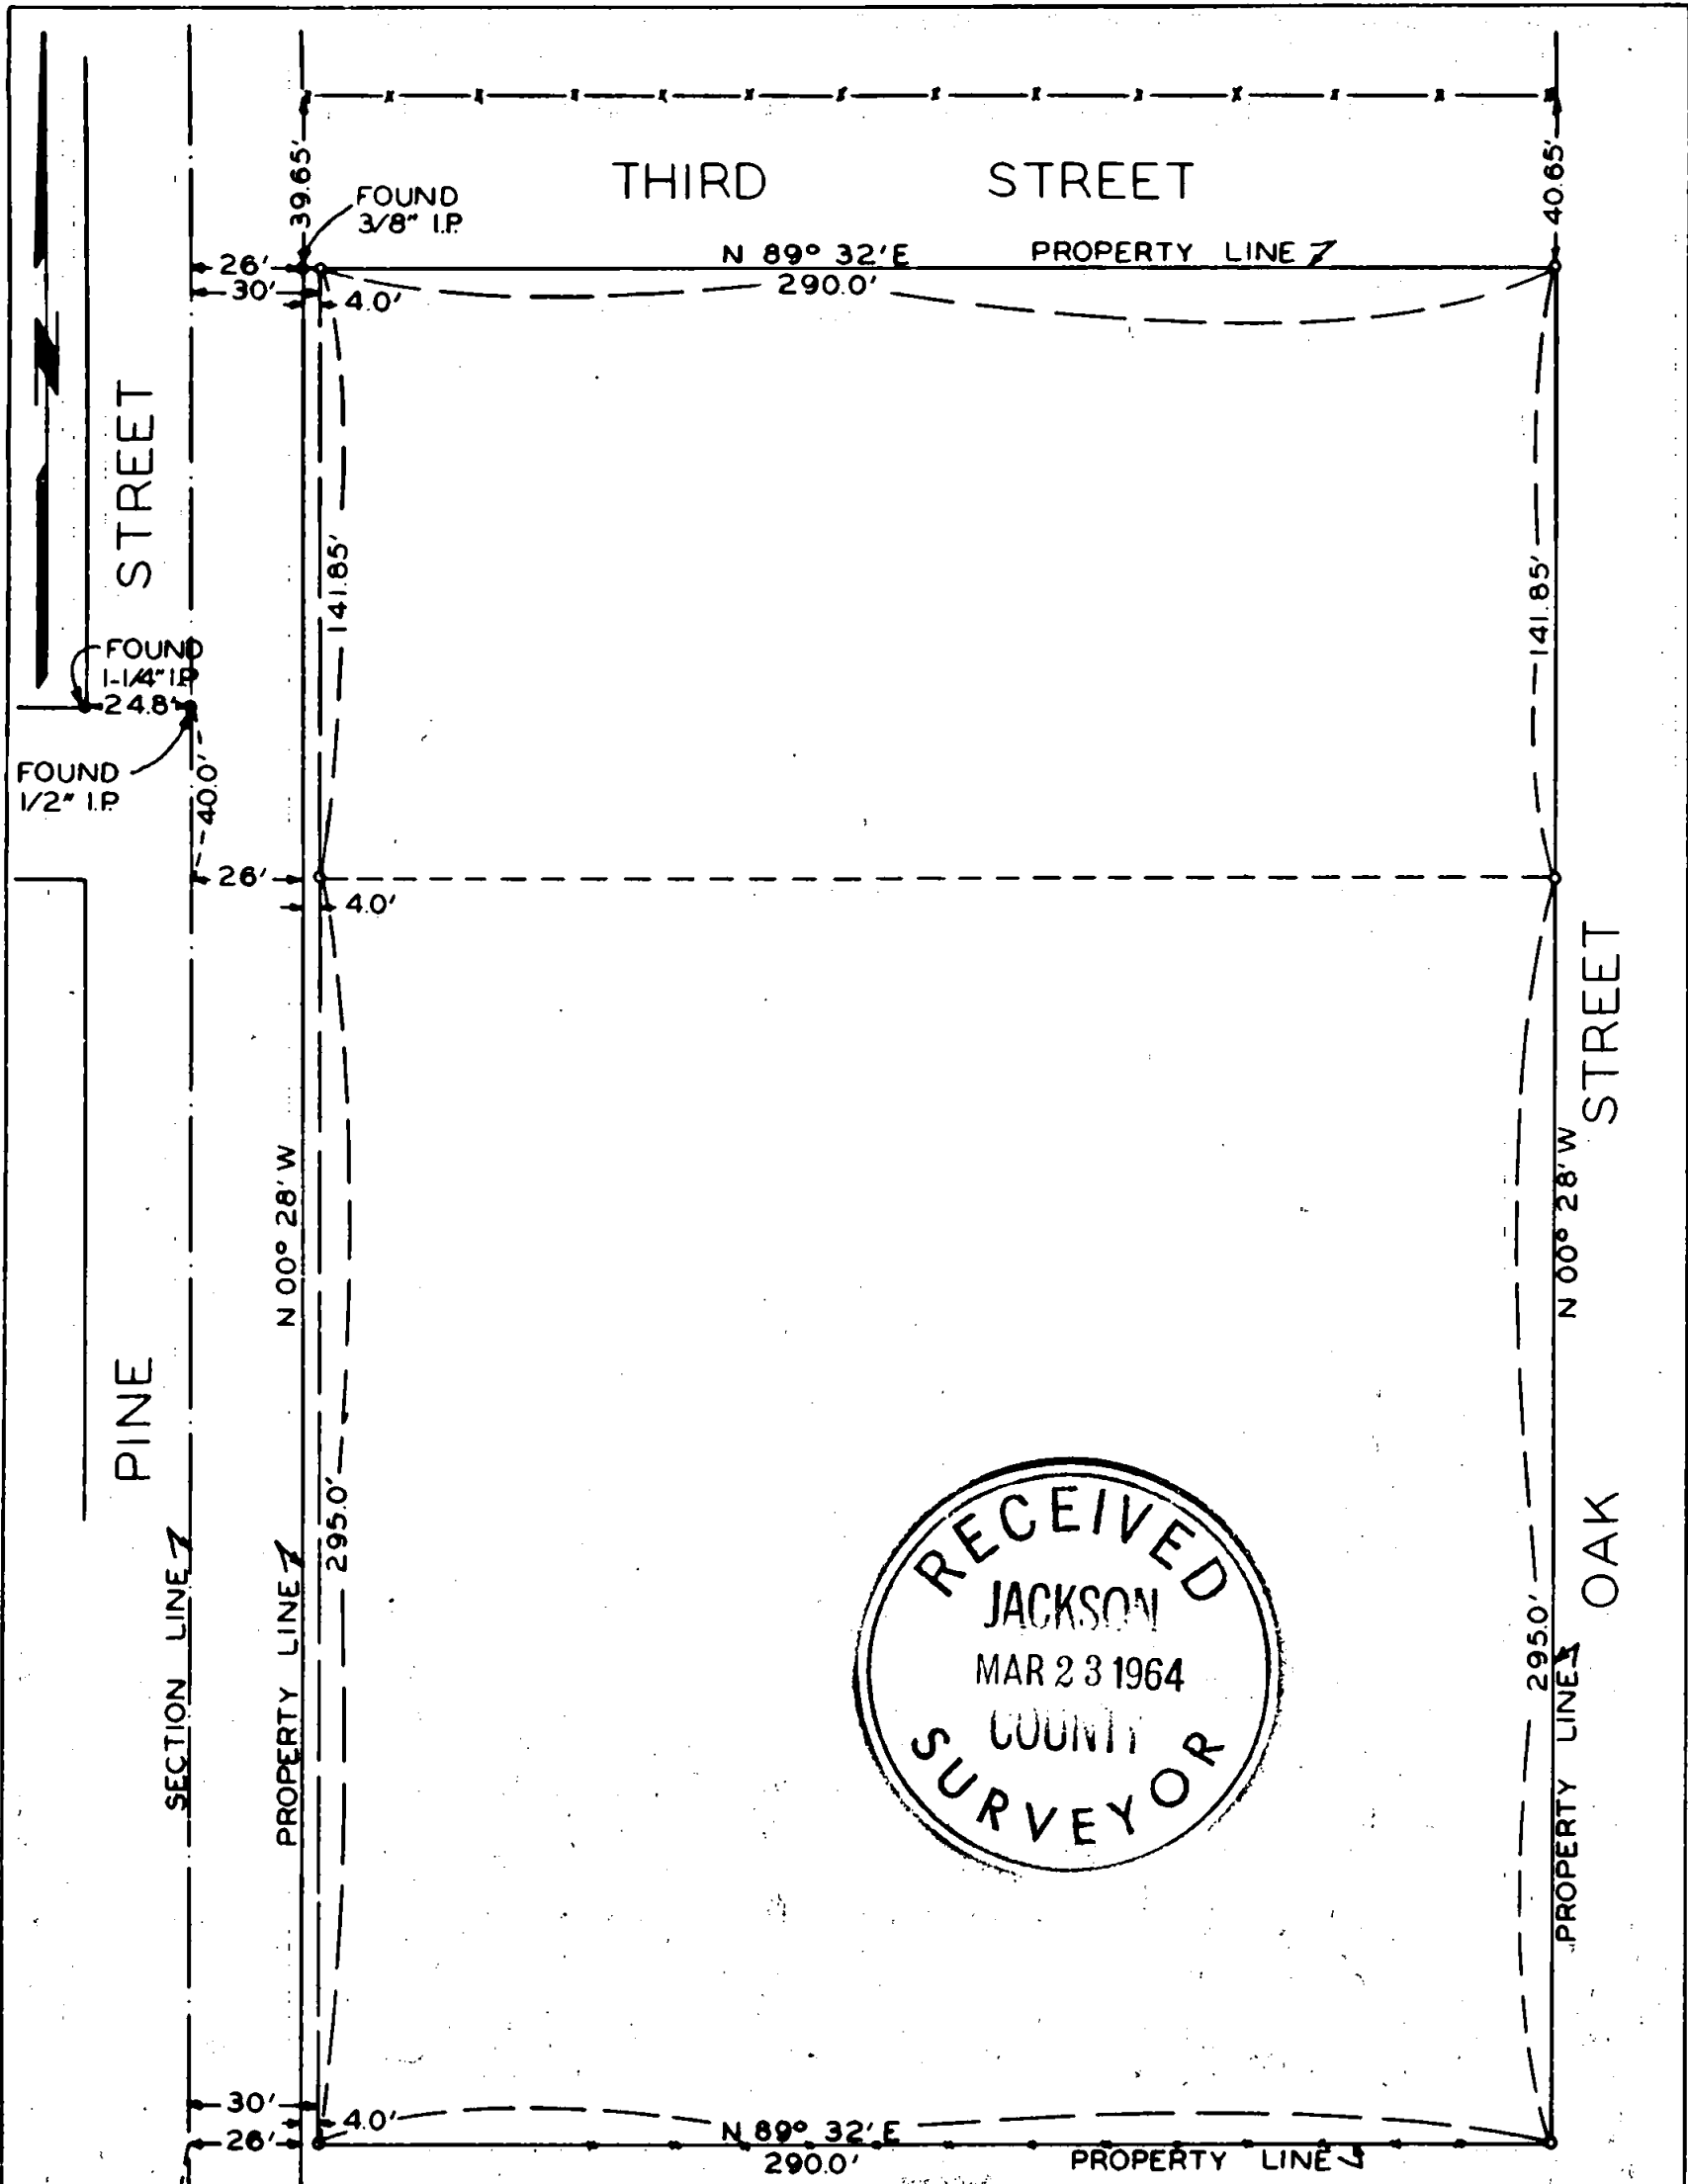 THIRD STREET
39.65'
40.65'
FOUND
3/8" I.P.
N 89° 32' E
PROPERTY LINE
290.0'
26'
30'
4.0'
N
STREET
141.85'
141.85'
FOUND
1-1/4" I.P.
24.8'
FOUND
1/2" I.P.
40.0'
26'
4.0'
STREET
N 00° 28' W
N 00° 28' W
PINE
OAK
295.0'
295.0'
SECTION LINE
PROPERTY LINE
PROPERTY LINE
RECEIVED
JACKSON
MAR 23 1964
COUNTY
SURVEYOR
30'
4.0'
26'
N 89° 32' E
290.0'
PROPERTY LINE